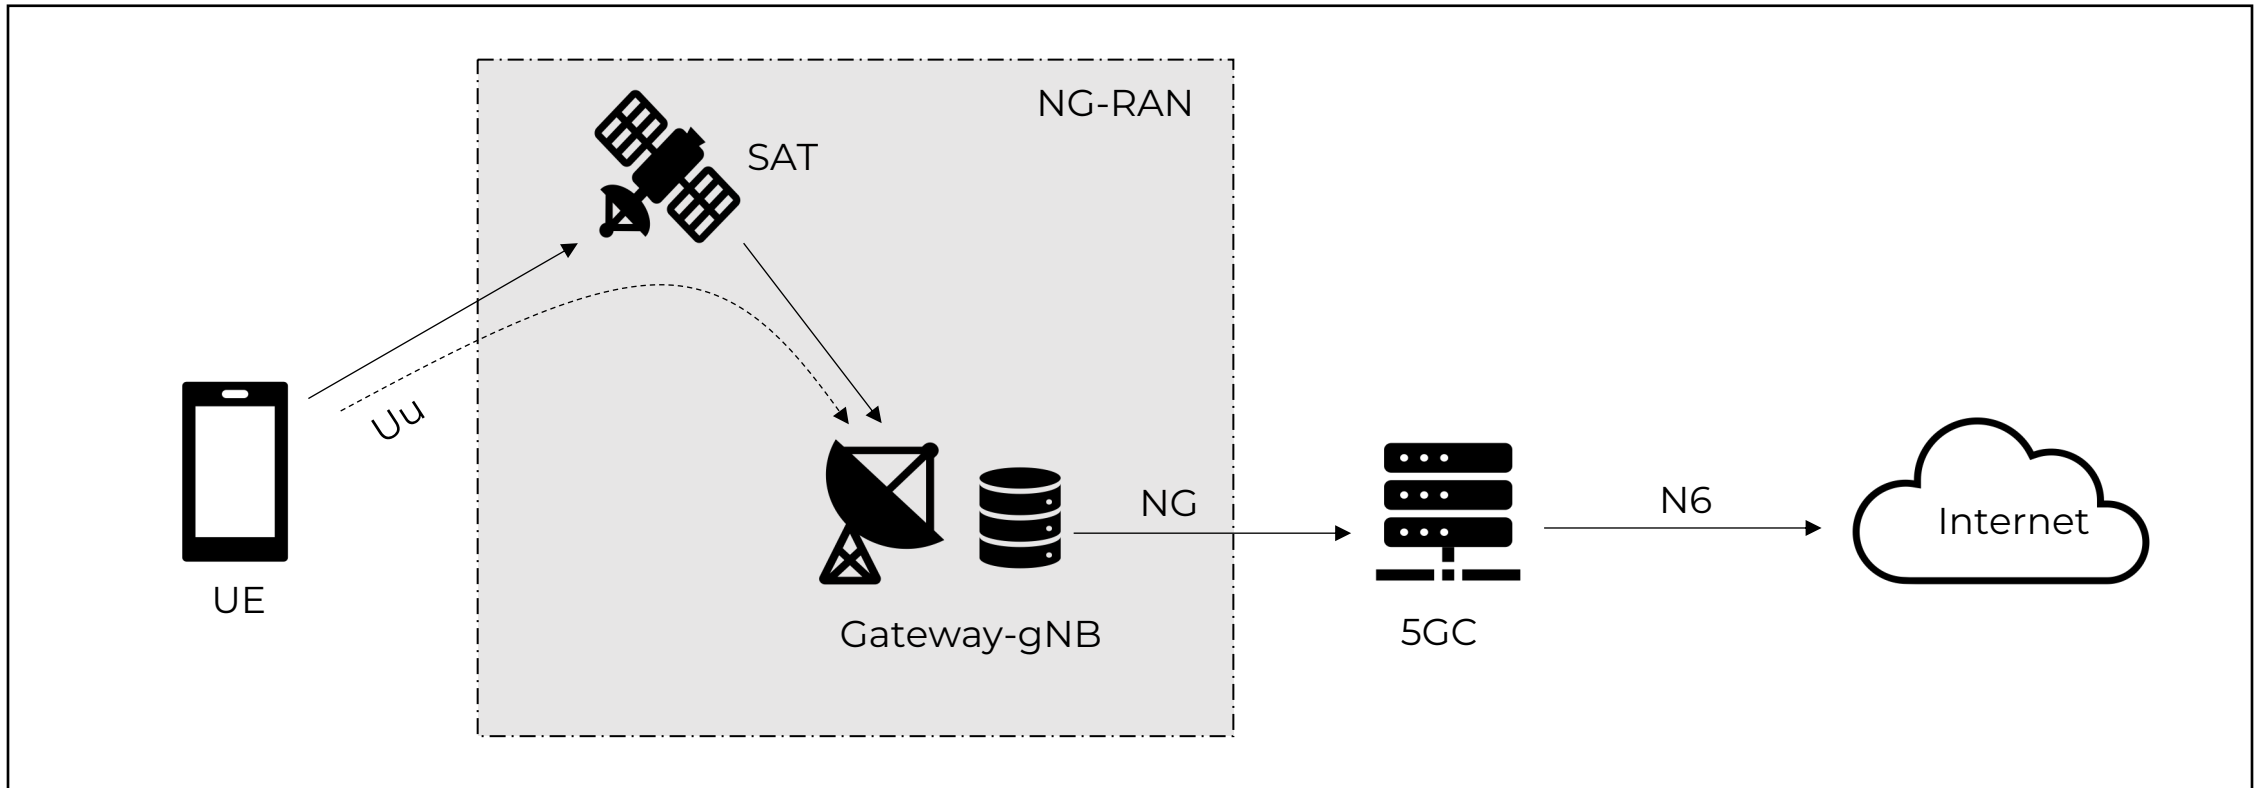 NG-RAN
SAT
Uu
UE
Gateway-gNB
NG
5GC
N6
Internet